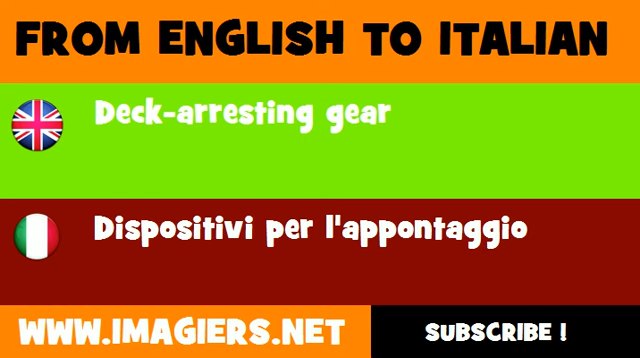 FROM ENGLISH TO ITALIAN
Deck-arresting gear
Dispositivi per l'appontaggio
WWW.IMAGIERS.NET
SUBSCRIBE !